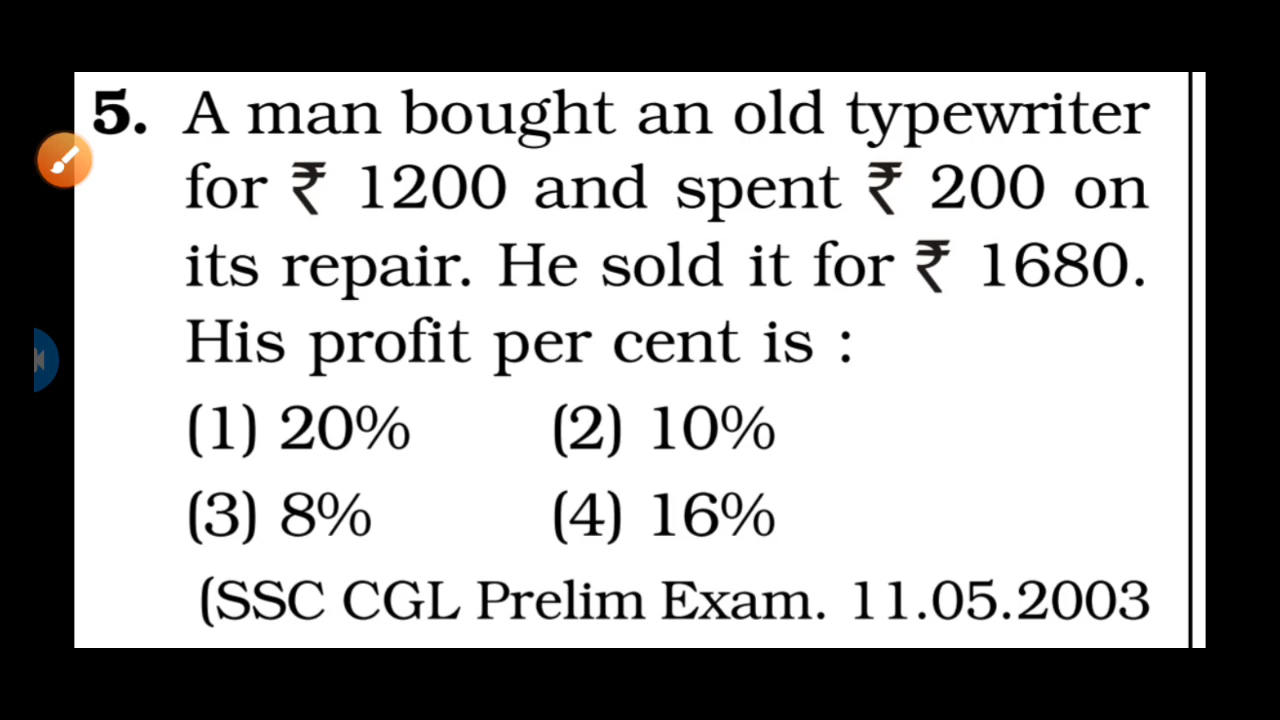 5. A man bought an old typewriter
for ₹ 1200 and spent ₹ 200 on
its repair. He sold it for ₹ 1680.
His profit per cent is :
(1) 20% (2) 10%
(3) 8% (4) 16%
(SSC CGL Prelim Exam. 11.05.2003